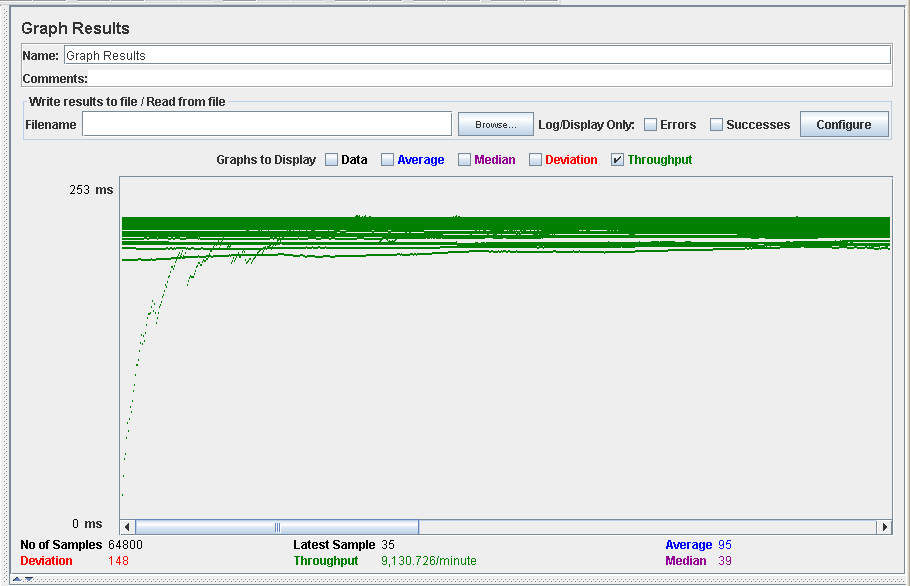 Graph Results
Name: Graph Results
Comments:
Write results to file / Read from file
Filename Browse... Log/Display Only: Errors Successes Configure
Graphs to Display Data Average Median Deviation Throughput
253 ms
0 ms
No of Samples 64800 Latest Sample 35 Average 95
Deviation 148 Throughput 9,130.726/minute Median 39